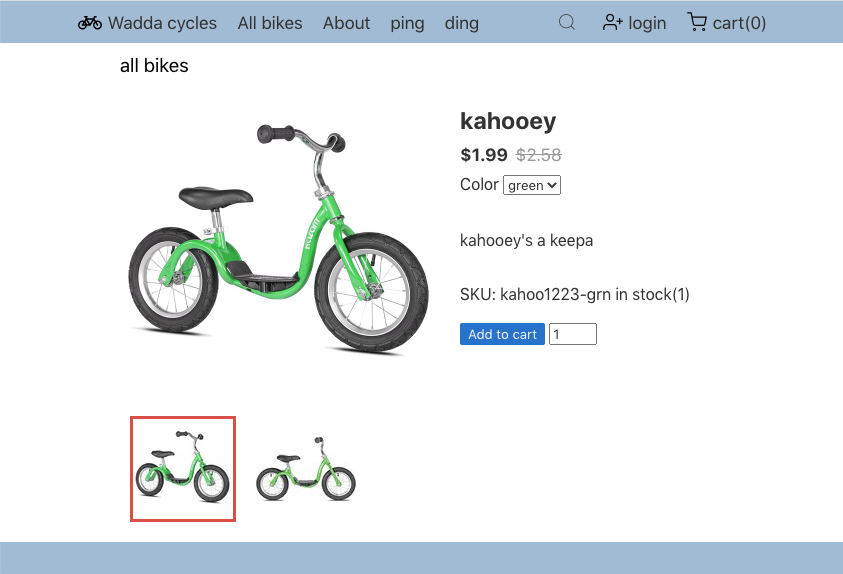 Wadda cycles All bikes About ping ding login cart(0)
all bikes
kahooey
$1.99 $2.58
Color green
kahooey's a keepa
SKU: kahoo1223-grn in stock(1)
Add to cart 1